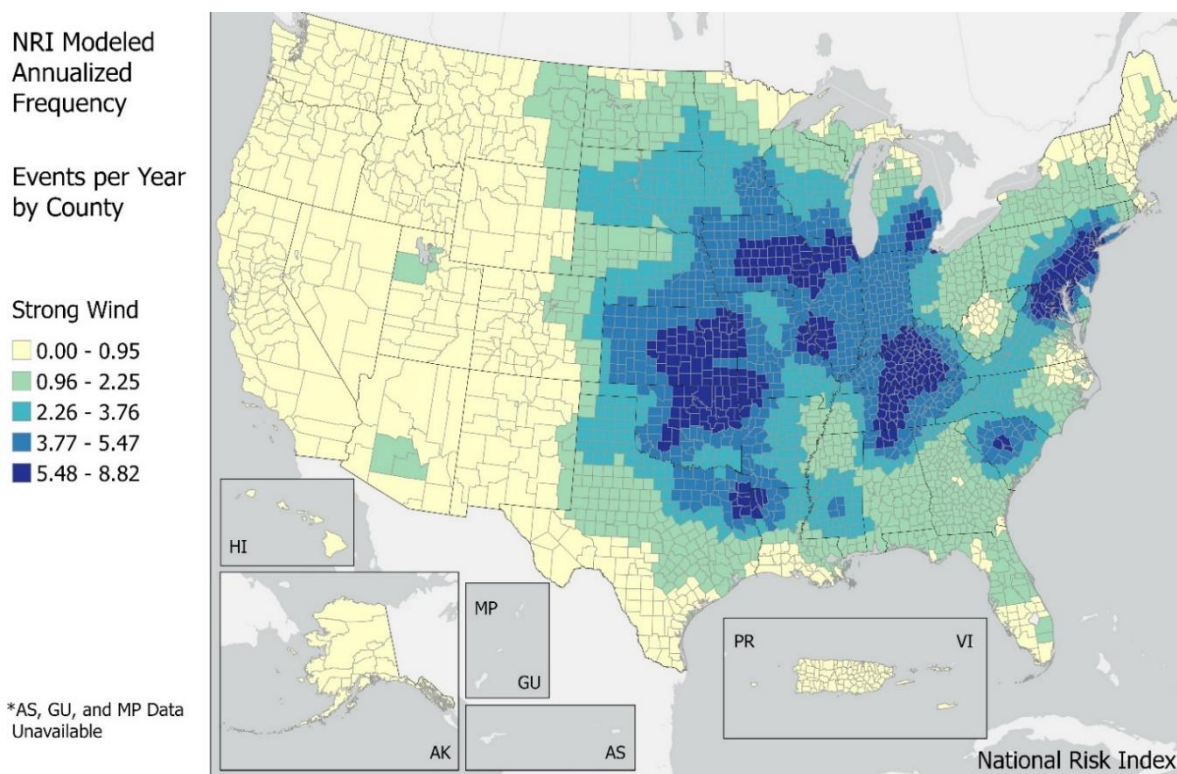 NRI Modeled
Annualized
Frequency
Events per Year
by County
Strong Wind
0.00 - 0.95
0.96 - 2.25
2.26 - 3.76
3.77 - 5.47
5.48 - 8.82
*AS, GU, and MP Data
Unavailable
HI
AK
MP
GU
AS
PR
VI
National Risk Index